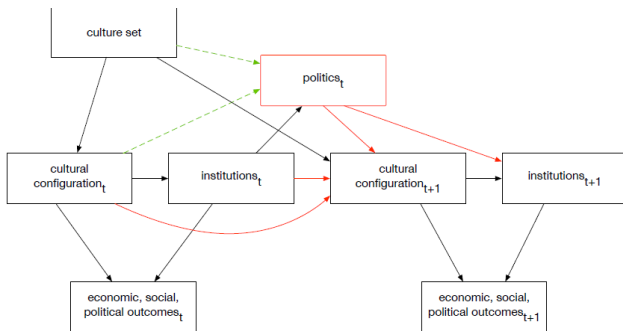 culture set
politics_t
cultural
configuration_t
institutions_t
cultural
configuration_t+1
institutions_t+1
economic, social,
political outcomes_t
economic, social,
political outcomes_t+1